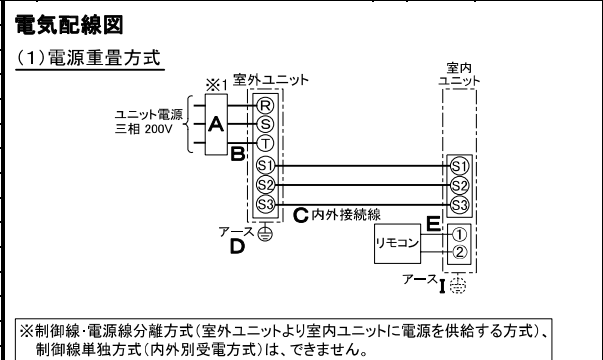 電気配線図
(1)電源重畳方式
※1
室外ユニット
室内
ユニット
ユニット電源
三相 200V
A
B
R
S
T
S1
S2
S3
S1
S2
S3
C 内外接続線
アース
D
リモコン
E
1
2
アース
I
※制御線・電源線分離方式(室外ユニットより室内ユニットに電源を供給する方式)、
制御線単独方式(内外別受電方式)は、できません。